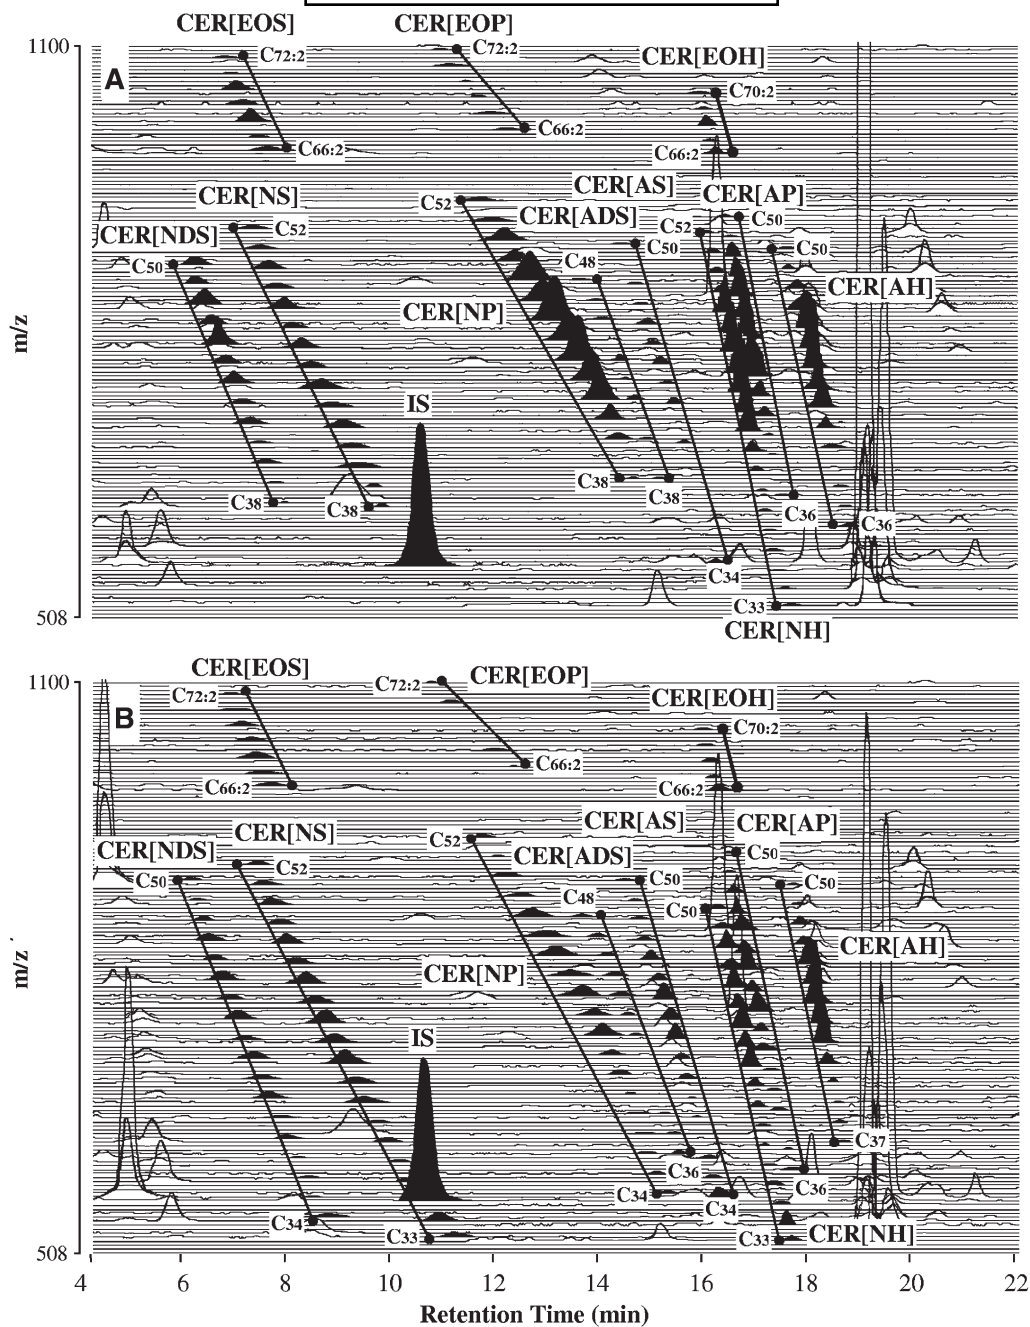 CER[EOS]
CER[EOP]
1100
C72:2
C72:2
CER[EOH]
A
C70:2
C66:2
C66:2
C66:2
CER[AS]
CER[NS]
CER[AP]
C52
CER[ADS]
C50
CER[NDS]
C52
C52
C50
C50
C50
C48
CER[AH]
CER[NP]
m/z
IS
C38
C38
C38
C38
C36
C36
C34
C33
508
CER[NH]
CER[EOS]
CER[EOP]
1100
C72:2
C72:2
CER[EOH]
B
C70:2
C66:2
C66:2
C66:2
CER[AS]
CER[AP]
CER[NS]
C52
CER[NDS]
CER[ADS]
C50
C52
C50
C50
C50
C48
C50
CER[AH]
CER[NP]
m/z
IS
C37
C36
C36
C34
C34
C34
C33
C33
CER[NH]
508
4 6 8 10 12 14 16 18 20 22
Retention Time (min)